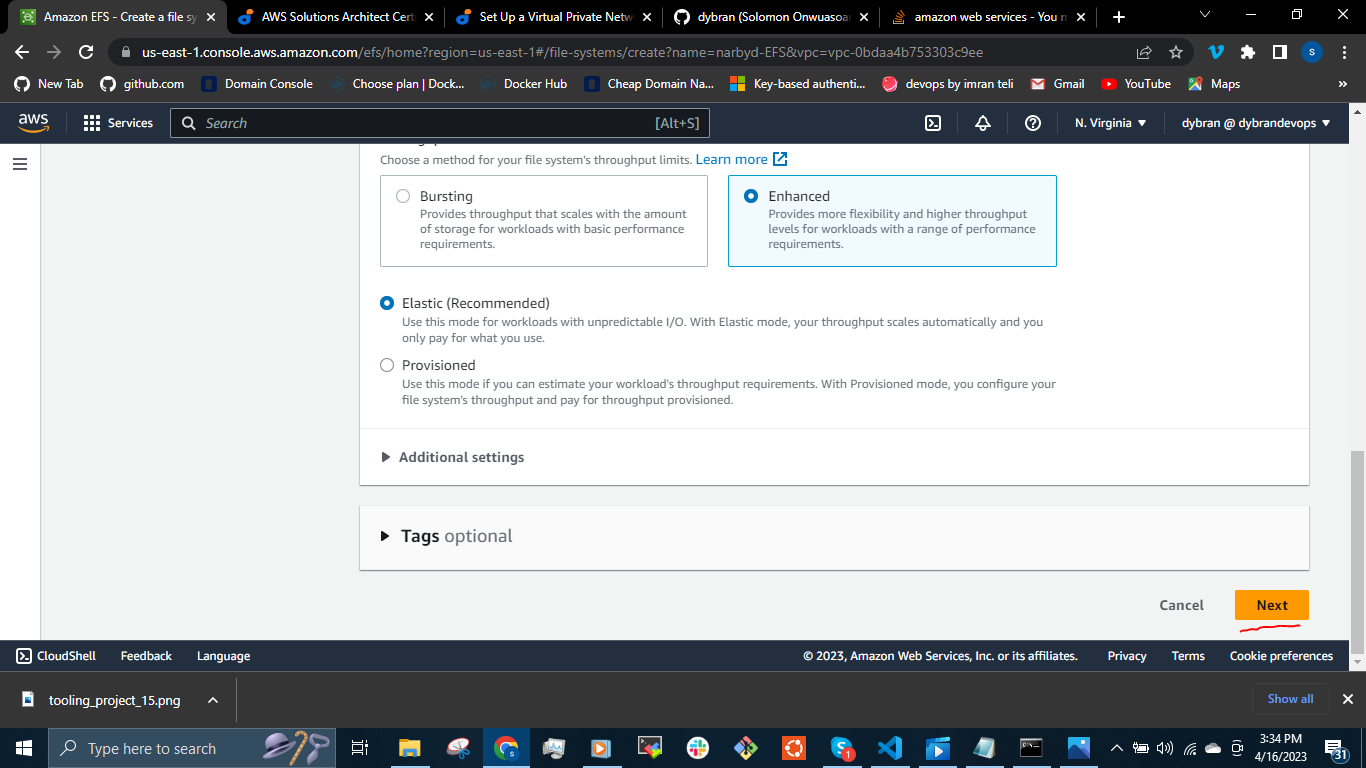 Amazon EFS - Create a file sy
AWS Solutions Architect Cert
Set Up a Virtual Private Netw
dybran (Solomon Onwuasoa
amazon web services - You n
us-east-1.console.aws.amazon.com/efs/home?region=us-east-1#/file-systems/create?name=narbyd-EFS&vpc=vpc-0bdaa4b753303c9ee
S
New Tab
github.com
Domain Console
Choose plan | Dock...
Docker Hub
Cheap Domain Na...
Key-based authenti...
devops by imran teli
Gmail
YouTube
Maps
»
aws
Services
Search
[Alt+S]
N. Virginia
dybran @ dybrandevops
Choose a method for your file system's throughput limits. Learn more
Bursting
Provides throughput that scales with the amount
of storage for workloads with basic performance
requirements.
Enhanced
Provides more flexibility and higher throughput
levels for workloads with a range of performance
requirements.
Elastic (Recommended)
Use this mode for workloads with unpredictable I/O. With Elastic mode, your throughput scales automatically and you
only pay for what you use.
Provisioned
Use this mode if you can estimate your workload's throughput requirements. With Provisioned mode, you configure your
file system's throughput and pay for throughput provisioned.
Additional settings
Tags optional
Cancel
Next
CloudShell
Feedback
Language
© 2023, Amazon Web Services, Inc. or its affiliates.
Privacy
Terms
Cookie preferences
tooling_project_15.png
Show all
Type here to search
1
3:34 PM
4/16/2023
31